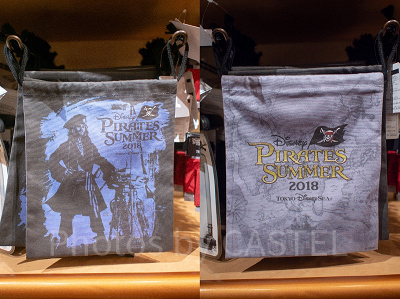 Disney
PIRATES
SUMMER
2018
Disney
PIRATES
SUMMER
2018
TOKYO DISNEYSEA
Photos by CASTEL